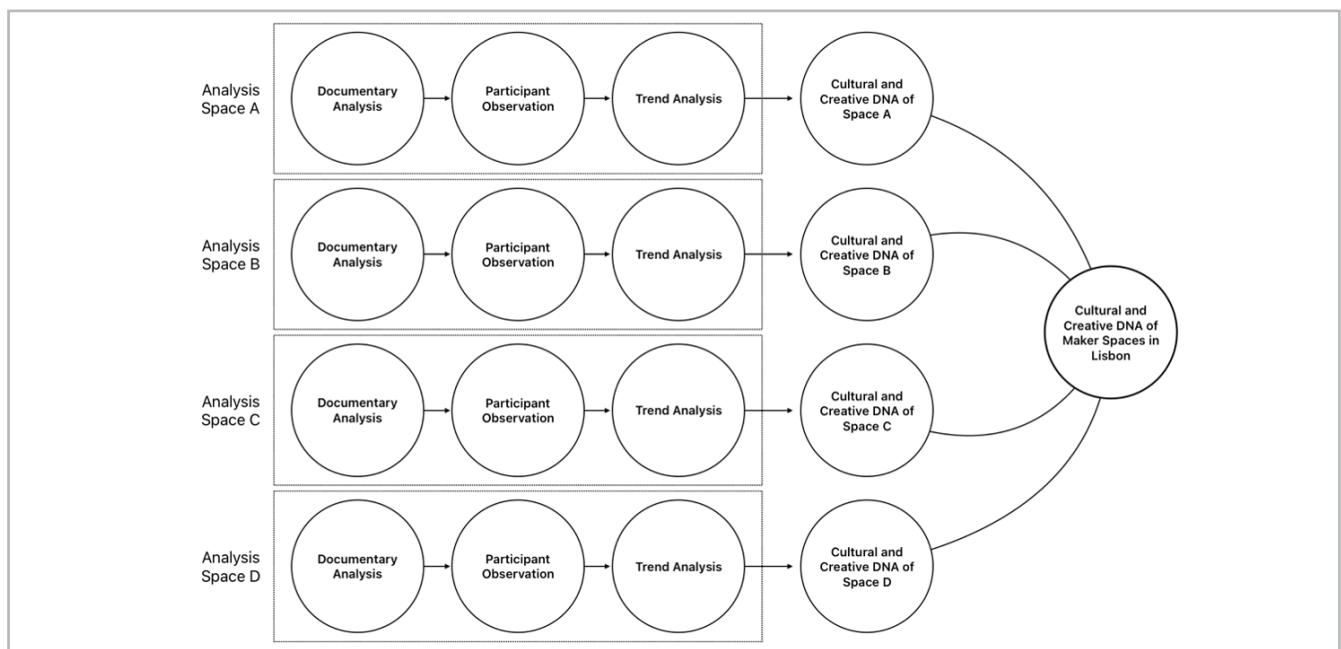 Analysis
Space A
Documentary
Analysis
Participant
Observation
Trend Analysis
Cultural and
Creative DNA of
Space A
Analysis
Space B
Documentary
Analysis
Participant
Observation
Trend Analysis
Cultural and
Creative DNA of
Space B
Cultural and
Creative DNA of
Maker Spaces in
Lisbon
Analysis
Space C
Documentary
Analysis
Participant
Observation
Trend Analysis
Cultural and
Creative DNA of
Space C
Analysis
Space D
Documentary
Analysis
Participant
Observation
Trend Analysis
Cultural and
Creative DNA of
Space D